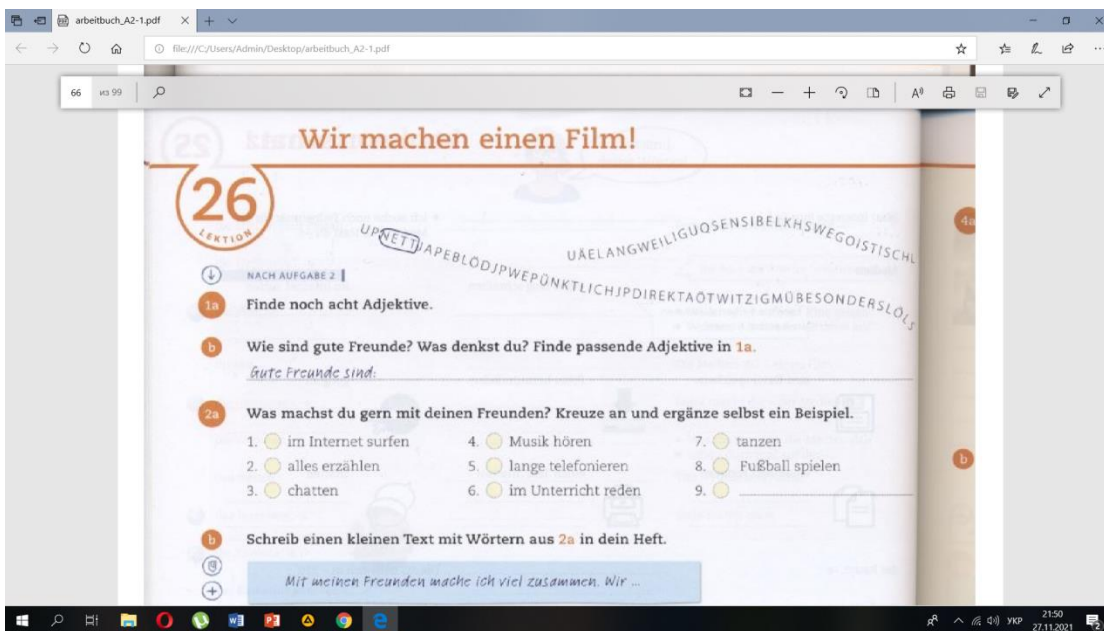 arbeitbuch_A2-1.pdf
file:///C:/Users/Admin/Desktop/arbeitbuch_A2-1.pdf
66 из 99
Wir machen einen Film!
26
LEKTION
UPNETTJAPEBLÖDJPWEPÜNKTLICHJPDIREKTAÖTWITZIGMÜBESONDERSLÖLS
UÄELANGWEILIGUOSENSIBELKHSWEGOISTISCHL
NACH AUFGABE 2
1a Finde noch acht Adjektive.
b Wie sind gute Freunde? Was denkst du? Finde passende Adjektive in 1a.
Gute Freunde sind:
2a Was machst du gern mit deinen Freunden? Kreuze an und ergänze selbst ein Beispiel.
1. im Internet surfen 4. Musik hören 7. tanzen
2. alles erzählen 5. lange telefonieren 8. Fußball spielen
3. chatten 6. im Unterricht reden 9.
b Schreib einen kleinen Text mit Wörtern aus 2a in dein Heft.
Mit meinen Freunden mache ich viel zusammen. Wir ...
4a
b
УКР 21:50
27.11.2021